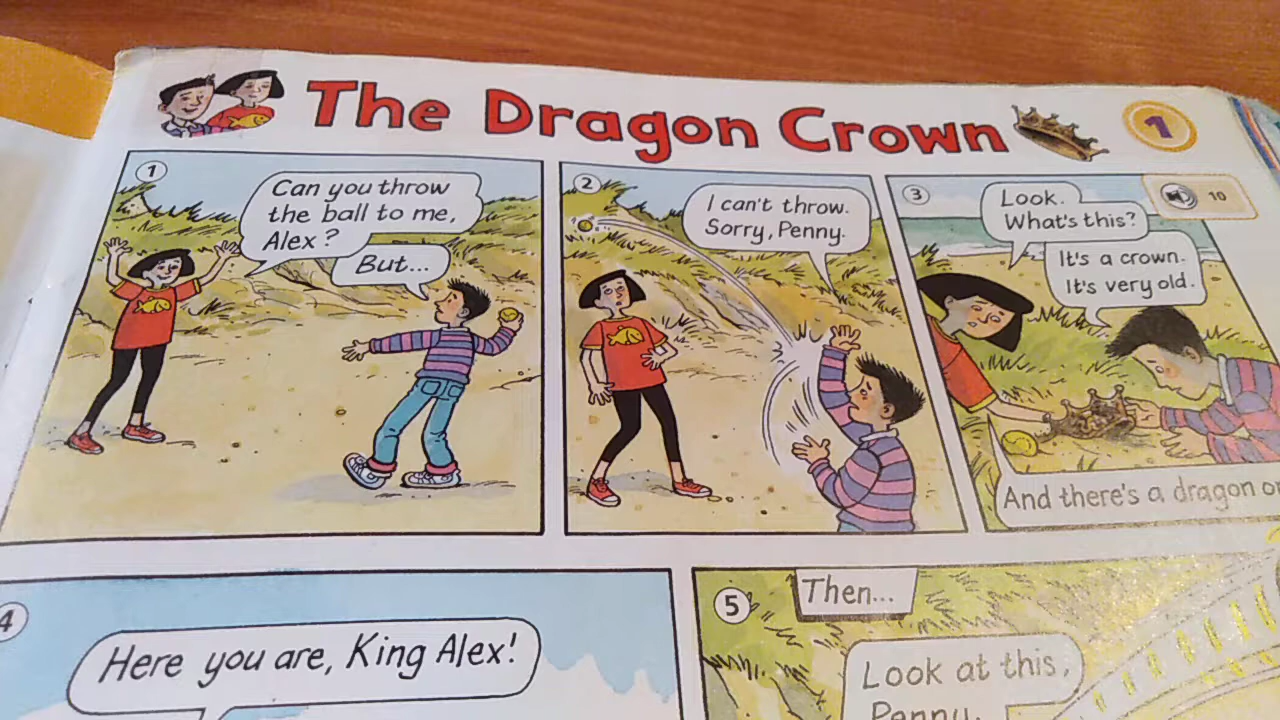 The Dragon Crown
1
1
Can you throw
the ball to me,
Alex?
But...
2
I can't throw.
Sorry, Penny.
3
10
Look.
What's this?
It's a crown.
It's very old.
And there's a dragon
4
Here you are, King Alex!
5
Then...
Look at this,
Penny.